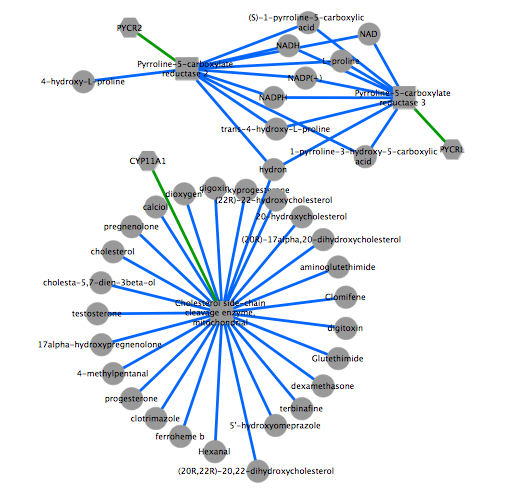 (S)-1-pyrroline-5-carboxylic
acid
PYCR2
NAD
NADH
L-proline
Pyrroline-5-carboxylate
reductase 2
NADP(+)
4-hydroxy-L-proline
Pyrroline-5-carboxylate
reductase 3
NADPH
trans-4-hydroxy-L-proline
PYCRL
1-pyrroline-3-hydroxy-5-carboxylic
acid
CYP11A1
hydron
dioxygen
digoxin
(22R)-22-hydroxycholesterol
calciol
20-hydroxycholesterol
pregnenolone
(20R)-17alpha,20-dihydroxycholesterol
cholesterol
aminoglutethimide
cholesta-5,7-dien-3beta-ol
Clomifene
Cholesterol side-chain
cleavage enzyme,
mitochondrial
testosterone
digitoxin
17alpha-hydroxypregnenolone
Glutethimide
4-methylpentanal
dexamethasone
progesterone
terbinafine
clotrimazole
5'-hydroxyomeprazole
ferroheme b
Hexanal
(20R,22R)-20,22-dihydroxycholesterol